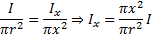 I/πr² = Iₓ/πx² ⇒ Iₓ = πx²/πr² I